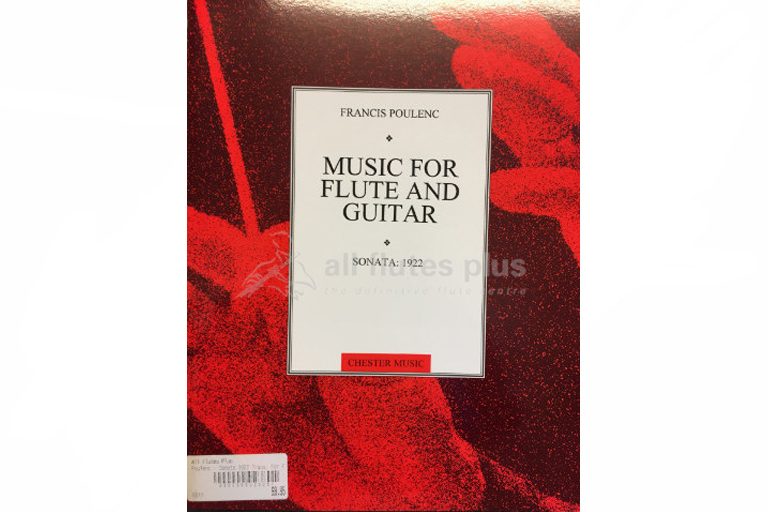 FRANCIS POULENC
MUSIC FOR
FLUTE AND
GUITAR
SONATA: 1922
all flutes plus
the definitive flute centre
CHESTER MUSIC
All Flutes Plus